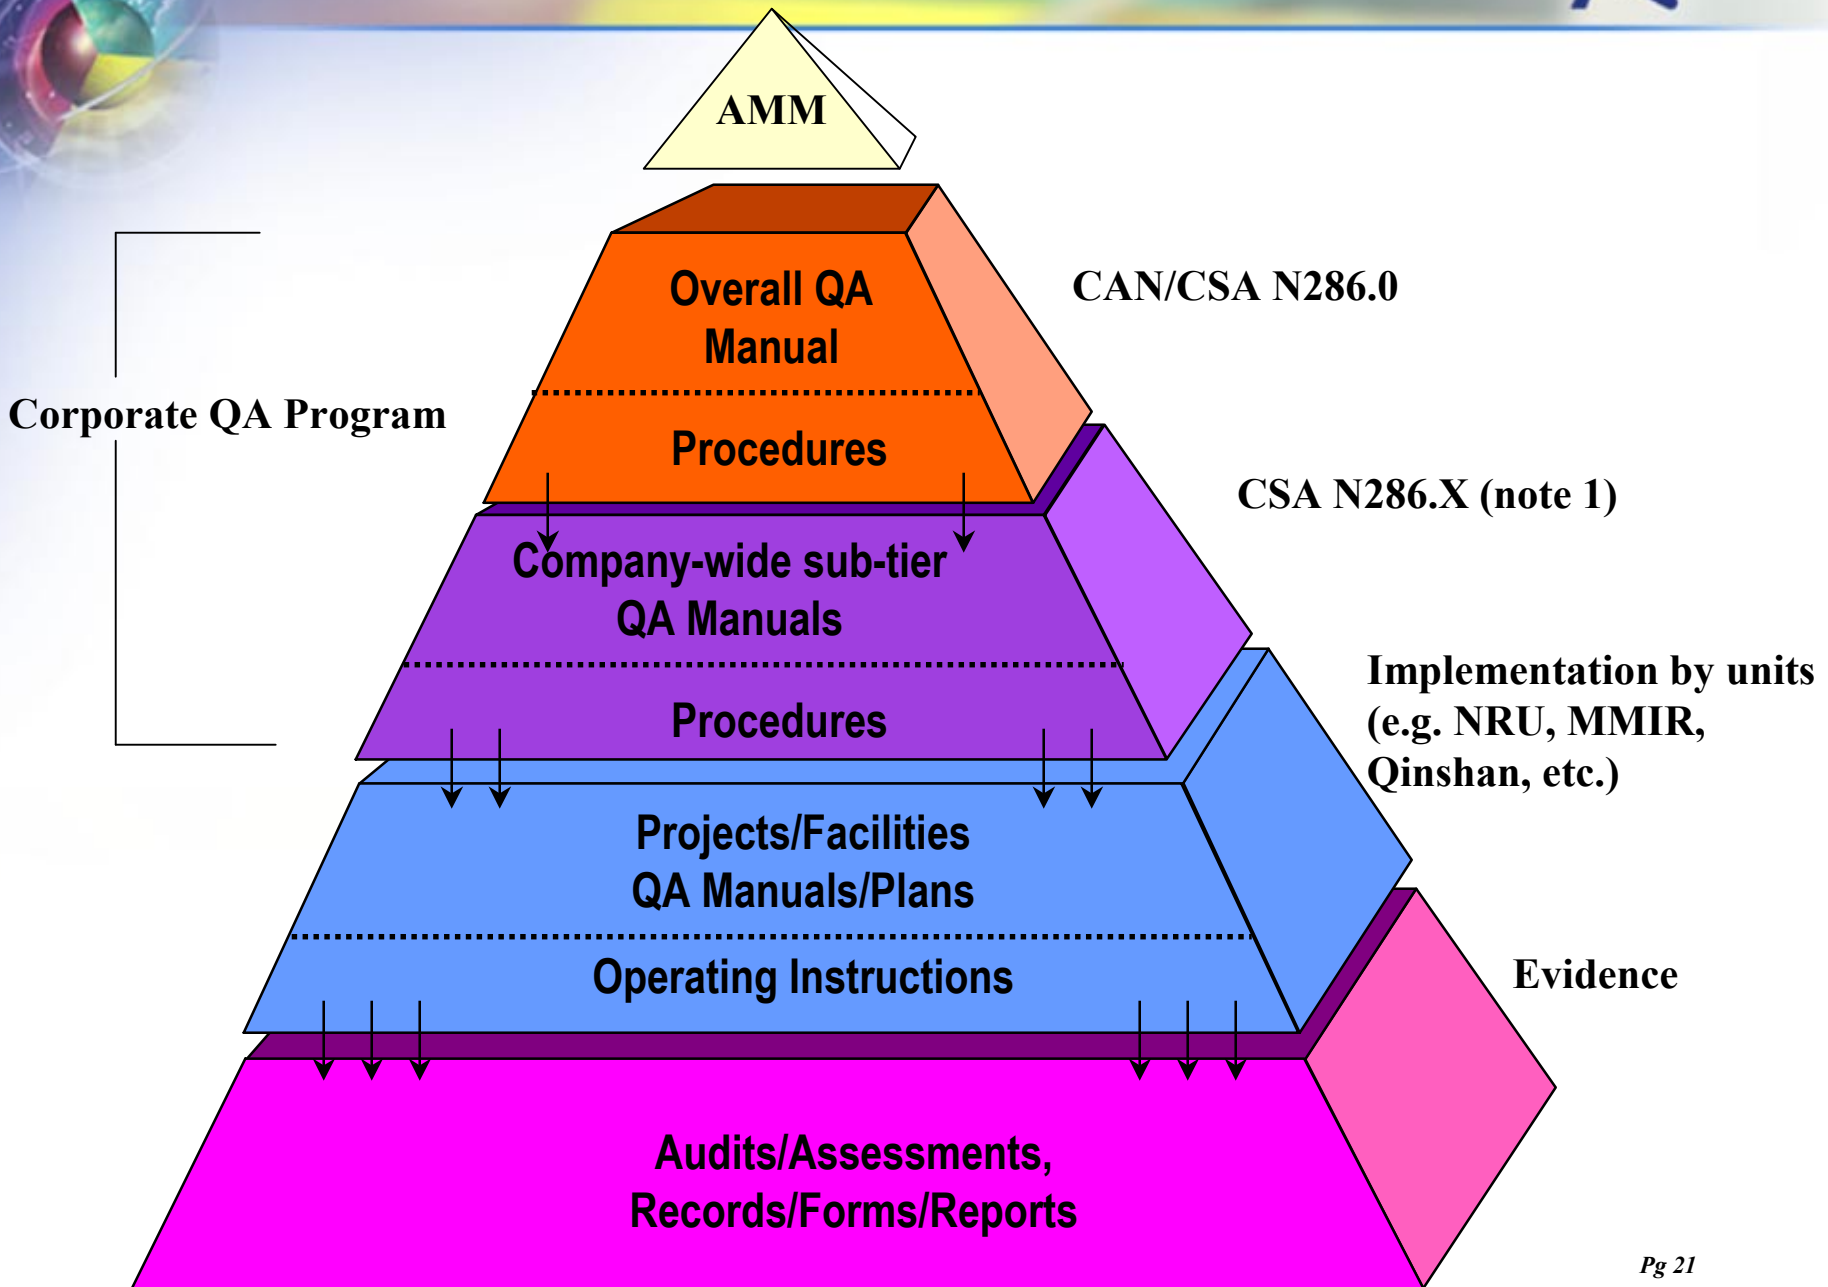 AMM
Overall QA
Manual
Procedures
CAN/CSA N286.0
Corporate QA Program
Company-wide sub-tier
QA Manuals
Procedures
CSA N286.X (note 1)
Projects/Facilities
QA Manuals/Plans
Operating Instructions
Implementation by units
(e.g. NRU, MMIR,
Qinshan, etc.)
Audits/Assessments,
Records/Forms/Reports
Evidence
Pg 21